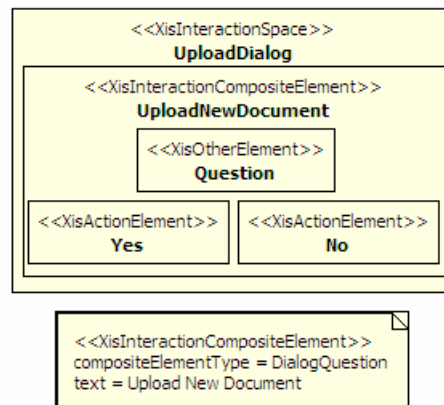 <<XisInteractionSpace>>
UploadDialog
<<XisInteractionCompositeElement>>
UploadNewDocument
<<XisOtherElement>>
Question
<<XisActionElement>>
Yes
<<XisActionElement>>
No
<<XisInteractionCompositeElement>>
compositeElementType = DialogQuestion
text = Upload New Document